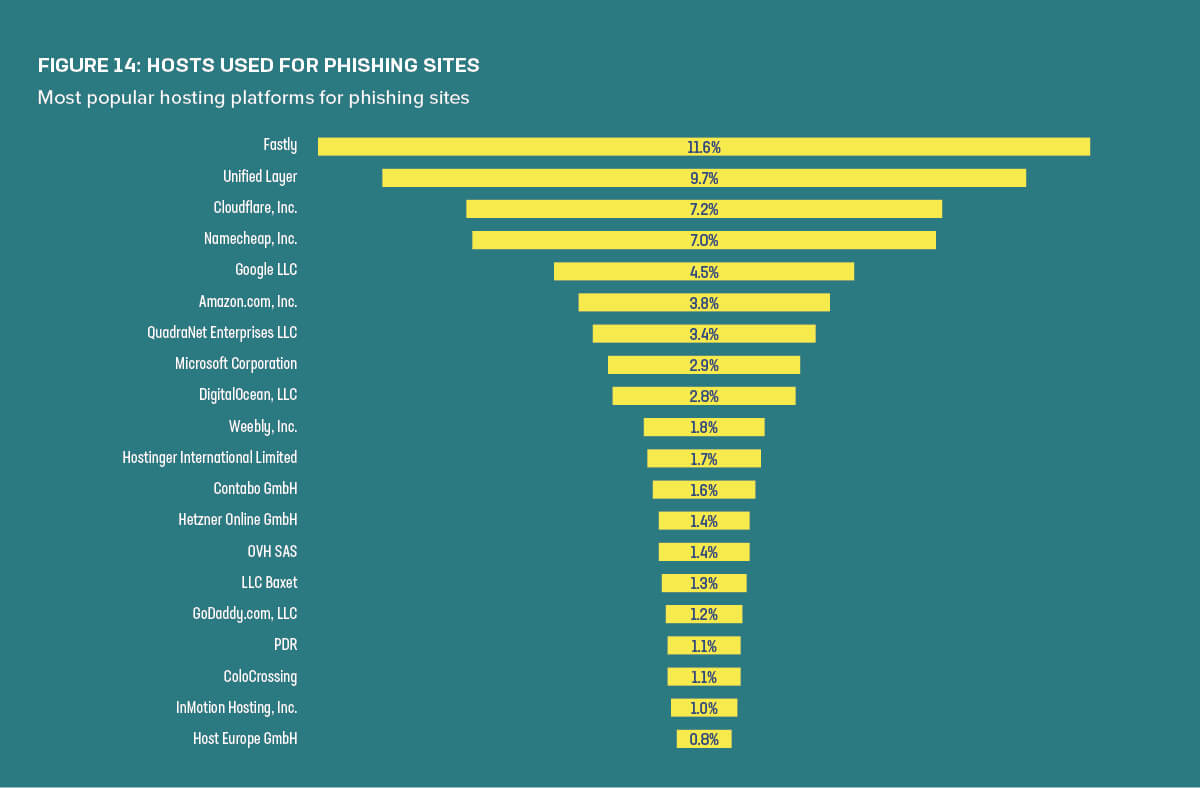 FIGURE 14: HOSTS USED FOR PHISHING SITES
Most popular hosting platforms for phishing sites
Fastly 11.6%
Unified Layer 9.7%
Cloudflare, Inc. 7.2%
Namecheap, Inc. 7.0%
Google LLC 4.5%
Amazon.com, Inc. 3.8%
QuadraNet Enterprises LLC 3.4%
Microsoft Corporation 2.9%
DigitalOcean, LLC 2.8%
Weebly, Inc. 1.8%
Hostinger International Limited 1.7%
Contabo GmbH 1.6%
Hetzner Online GmbH 1.4%
OVH SAS 1.4%
LLC Baxet 1.3%
GoDaddy.com, LLC 1.2%
PDR 1.1%
ColoCrossing 1.1%
InMotion Hosting, Inc. 1.0%
Host Europe GmbH 0.8%